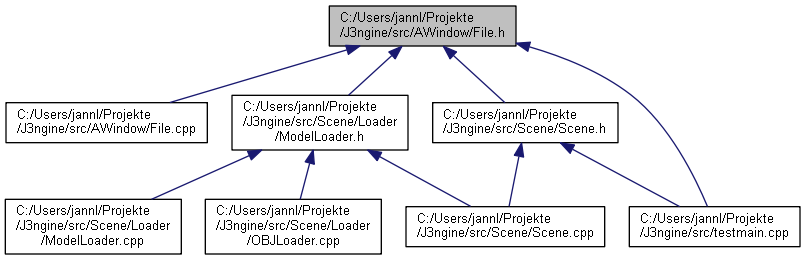 C:/Users/jannl/Projekte
/J3ngine/src/AWindow/File.h
C:/Users/jannl/Projekte
/J3ngine/src/AWindow/File.cpp
C:/Users/jannl/Projekte
/J3ngine/src/Scene/Loader
/ModelLoader.h
C:/Users/jannl/Projekte
/J3ngine/src/Scene/Scene.h
C:/Users/jannl/Projekte
/J3ngine/src/Scene/Loader
/ModelLoader.cpp
C:/Users/jannl/Projekte
/J3ngine/src/Scene/Loader
/OBJLoader.cpp
C:/Users/jannl/Projekte
/J3ngine/src/Scene/Scene.cpp
C:/Users/jannl/Projekte
/J3ngine/src/testmain.cpp